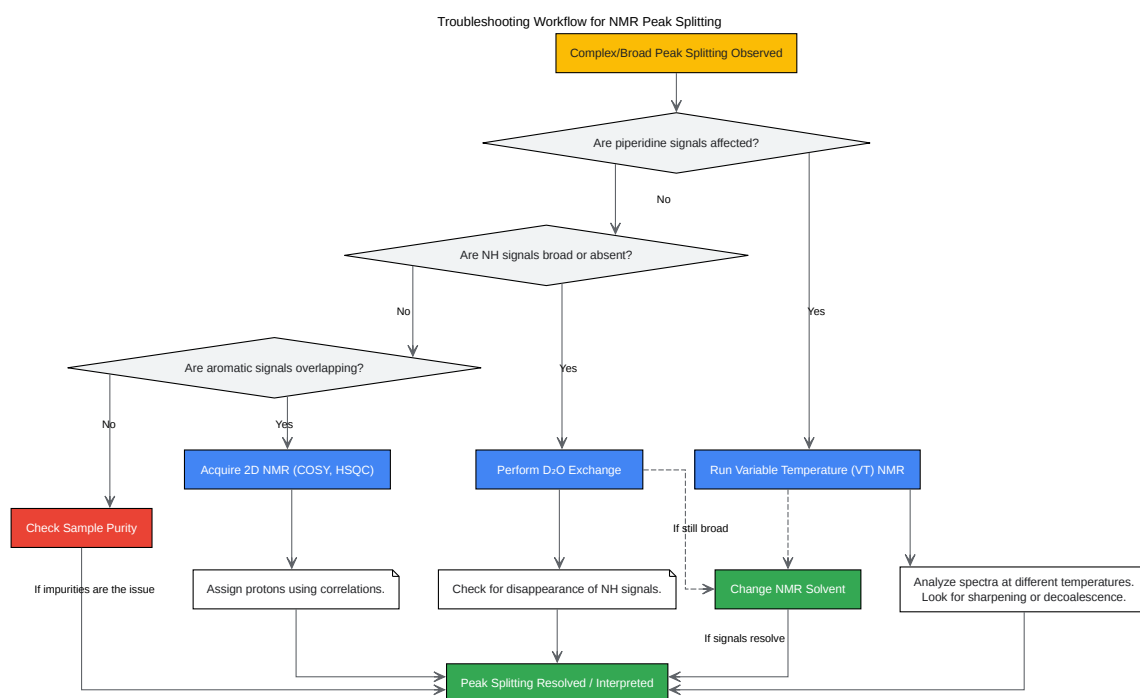 Troubleshooting Workflow for NMR Peak Splitting
Complex/Broad Peak Splitting Observed
Are piperidine signals affected?
No
Are NH signals broad or absent?
No
Yes
Are aromatic signals overlapping?
Yes
No
Yes
Acquire 2D NMR (COSY, HSQC)
Perform D₂O Exchange
Run Variable Temperature (VT) NMR
Check Sample Purity
If still broad
If impurities are the issue
Assign protons using correlations.
Check for disappearance of NH signals.
Change NMR Solvent
Analyze spectra at different temperatures.
Look for sharpening or decoalescence.
If signals resolve
Peak Splitting Resolved / Interpreted